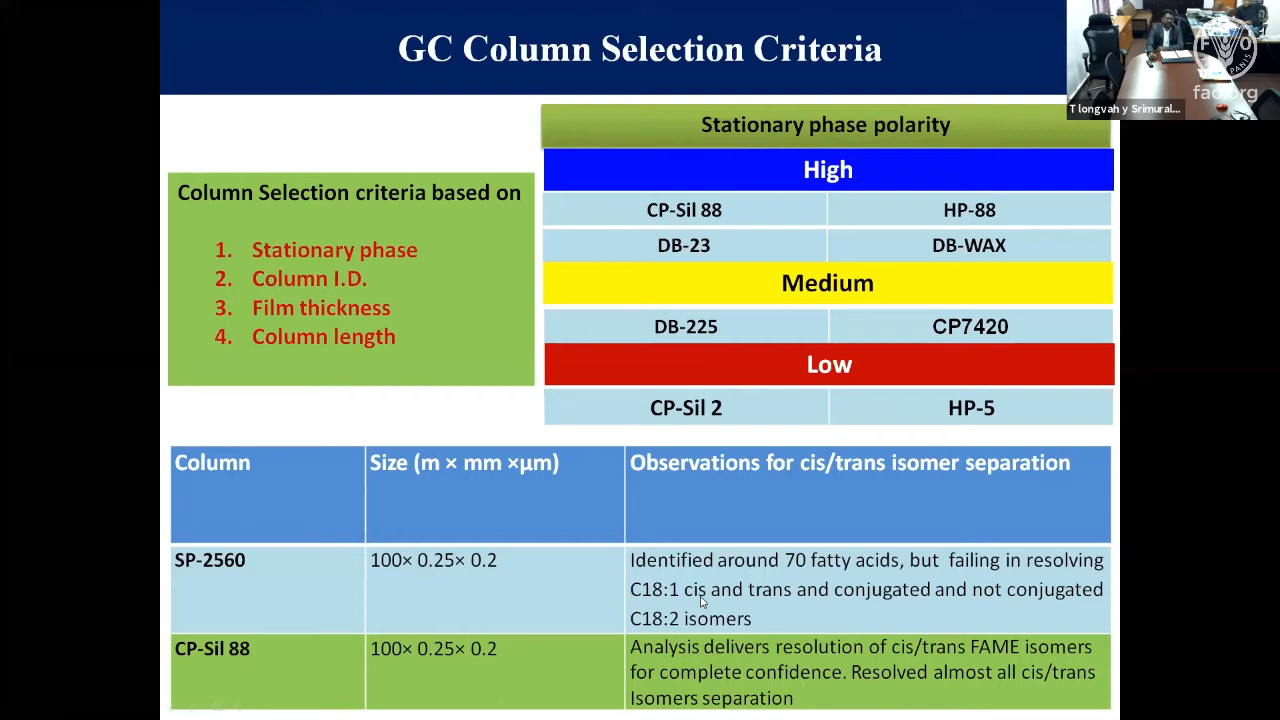 GC Column Selection Criteria
FAO
PANIS
fao.org
T longvah y Srimural...
Column Selection criteria based on
1. Stationary phase
2. Column I.D.
3. Film thickness
4. Column length
Stationary phase polarity
High
CP-Sil 88 HP-88
DB-23 DB-WAX
Medium
DB-225 CP7420
Low
CP-Sil 2 HP-5
Column Size (m × mm ×µm) Observations for cis/trans isomer separation
SP-2560 100× 0.25× 0.2 Identified around 70 fatty acids, but failing in resolving
C18:1 cis and trans and conjugated and not conjugated
C18:2 isomers
CP-Sil 88 100× 0.25× 0.2 Analysis delivers resolution of cis/trans FAME isomers
for complete confidence. Resolved almost all cis/trans
Isomers separation